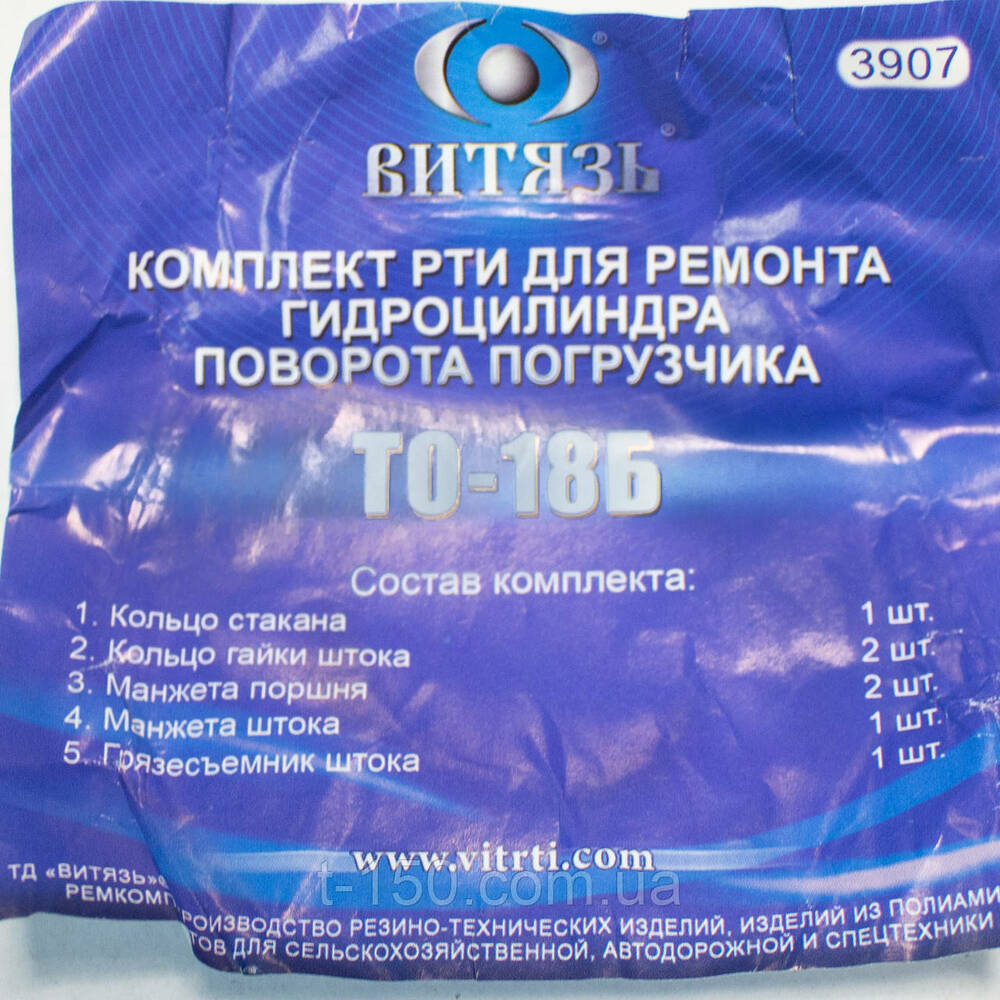 3907
ВИТЯЗЬ
КОМПЛЕКТ РТИ ДЛЯ РЕМОНТА
ГИДРОЦИЛИНДРА
ПОВОРОТА ПОГРУЗЧИКА
ТО-18Б
Состав комплекта:
1. Кольцо стакана 1 шт.
2. Кольцо гайки штока 2 шт.
3. Манжета поршня 2 шт.
4. Манжета штока 1 шт.
5. Грязесъемник штока 1 шт.
www.vitrti.com
t-150.com.ua
ТД «ВИТЯЗЬ» РОИЗВОДСТВО РЕЗИНО-ТЕХНИЧЕСКИХ ИЗДЕЛИЙ, ИЗДЕЛИЙ ИЗ ПОЛИАМИ
РЕМКОМП ТОВ ДЛЯ СЕЛЬСКОХОЗЯЙСТВЕННОЙ, АВТОДОРОЖНОЙ И СПЕЦТЕХНИКИ